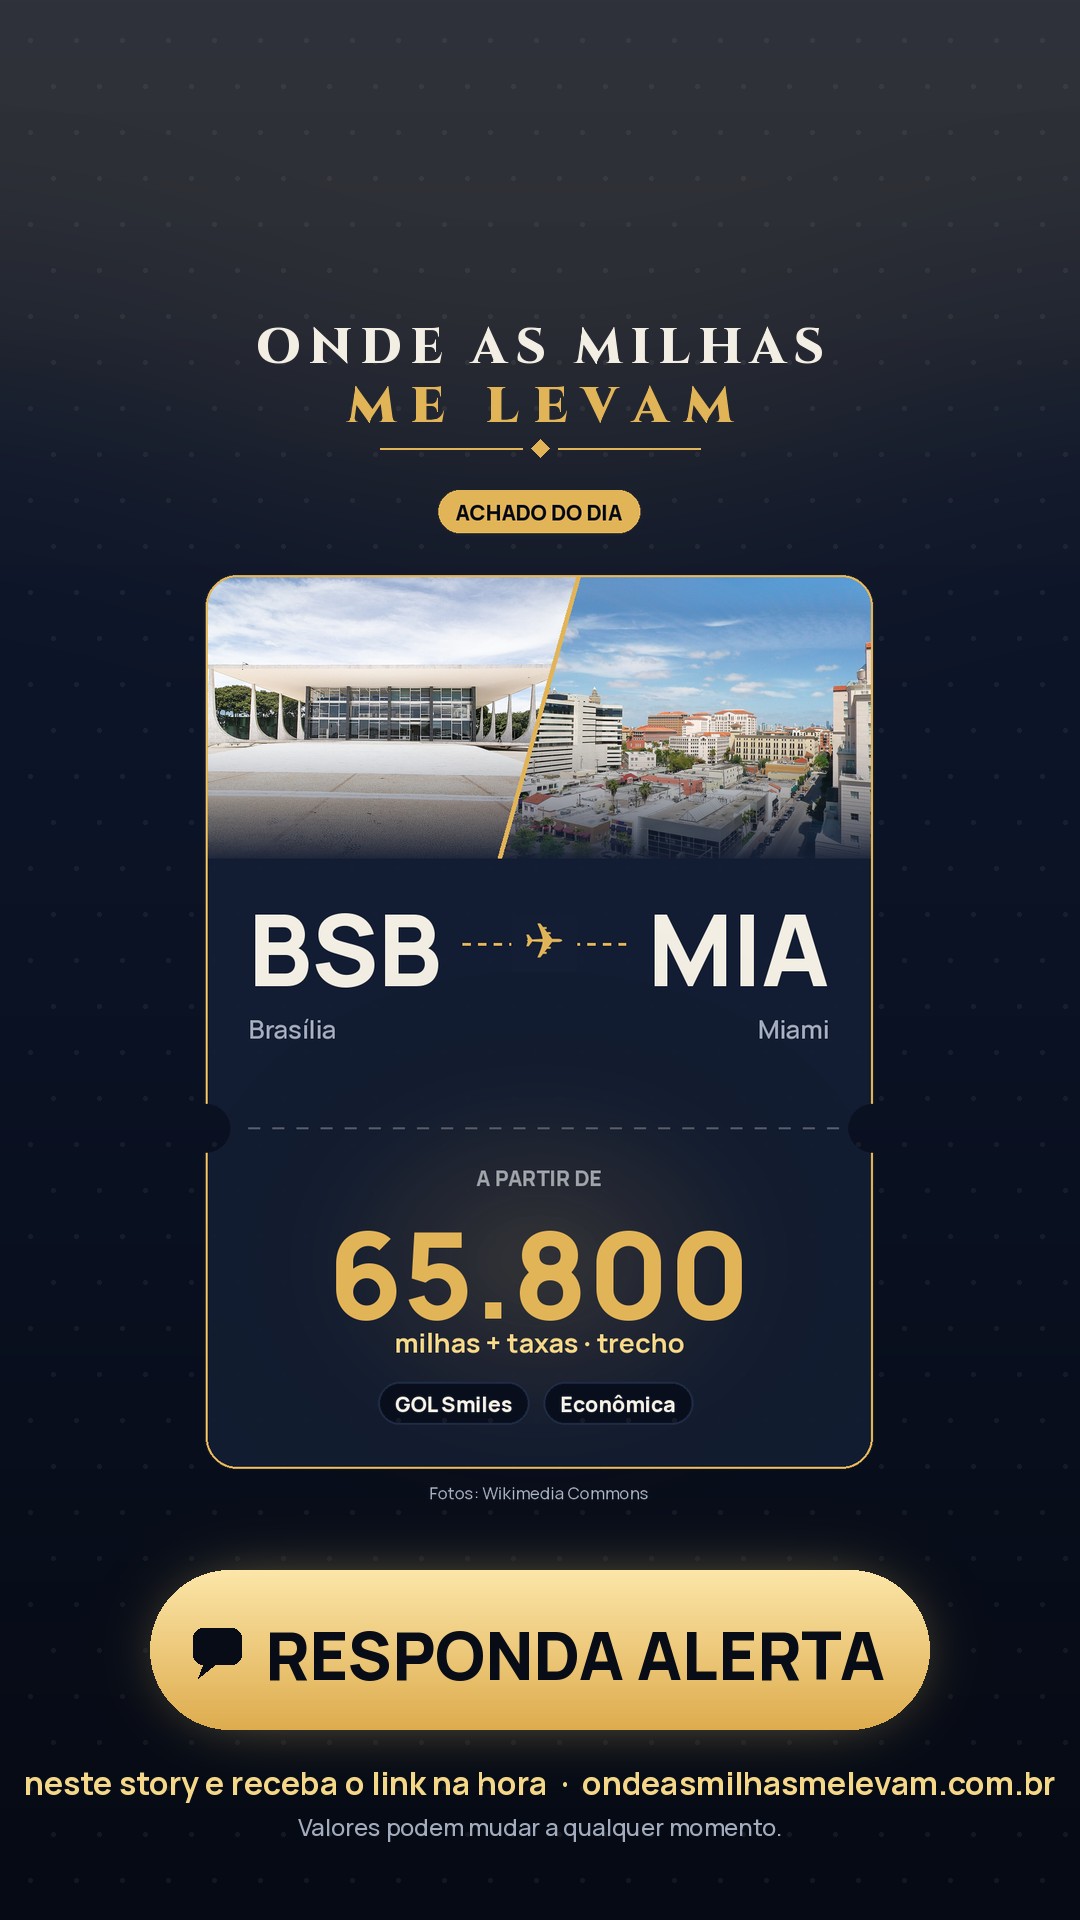 ONDE AS MILHAS
ME LEVAM
ACHADO DO DIA
BSB MIA
Brasília Miami
A PARTIR DE
65.800
milhas + taxas · trecho
GOL Smiles Econômica
Fotos: Wikimedia Commons
RESPONDA ALERTA
neste story e receba o link na hora · ondeasmilhasmelevam.com.br
Valores podem mudar a qualquer momento.